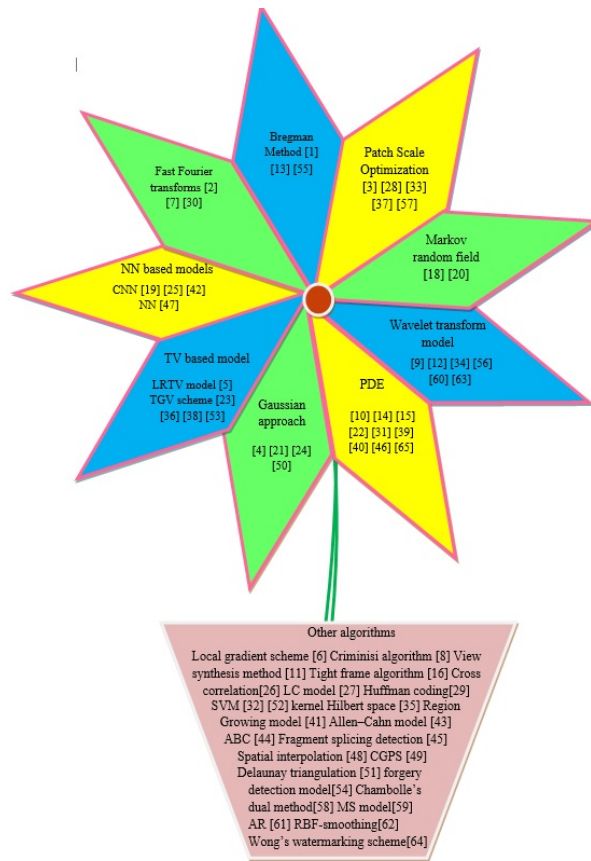 Bregman
Method [1]
[13] [55]
Patch Scale
Optimization
[3] [28] [33]
[37] [57]
Fast Fourier
transforms [2]
[7] [30]
Markov
random field
[18] [20]
NN based models
CNN [19] [25] [42]
NN [47]
Wavelet transform
model
[9] [12] [34] [56]
[60] [63]
TV based model
LRTV model [5]
TGV scheme [23]
[36] [38] [53]
PDE
[10] [14] [15]
[22] [31] [39]
[40] [46] [65]
Gaussian
approach
[4] [21] [24]
[50]
Other algorithms
Local gradient scheme [6] Criminisi algorithm [8] View
synthesis method [11] Tight frame algorithm [16] Cross
correlation[26] LC model [27] Huffman coding[29]
SVM [32] [52] kernel Hilbert space [35] Region
Growing model [41] Allen–Cahn model [43]
ABC [44] Fragment splicing detection [45]
Spatial interpolation [48] CGPS [49]
Delaunay triangulation [51] forgery
detection model[54] Chambolle’s
dual method[58] MS model[59]
AR [61] RBF-smoothing[62]
Wong’s watermarking scheme[64]